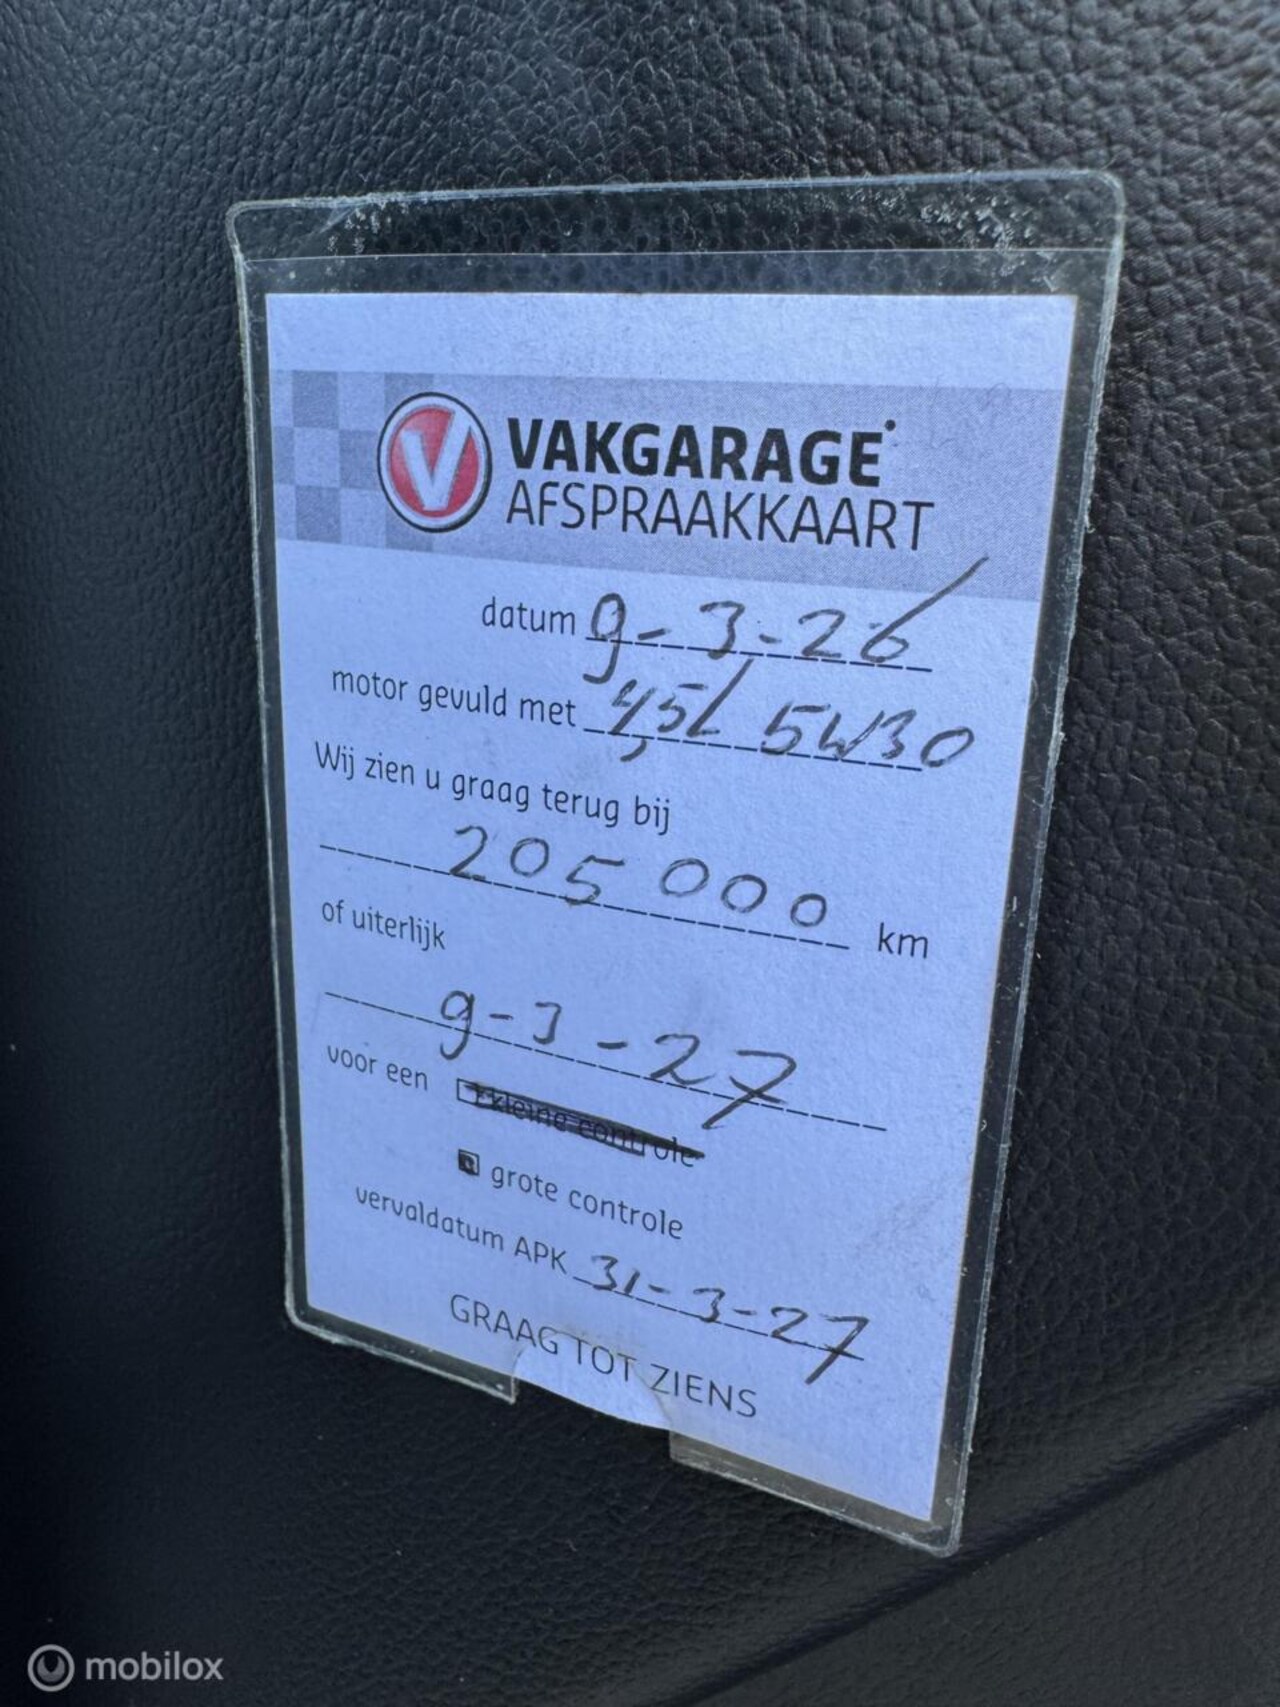 V VAKGARAGE
AFSPRAAKKAART
datum 9-3-26
motor gevuld met 4,5L 5W30
Wij zien u graag terug bij
205 000 km
of uiterlijk
9-3-27
voor een kleine controle
grote controle
vervaldatum APK 31-3-27
GRAAG TOT ZIENS
mobilox